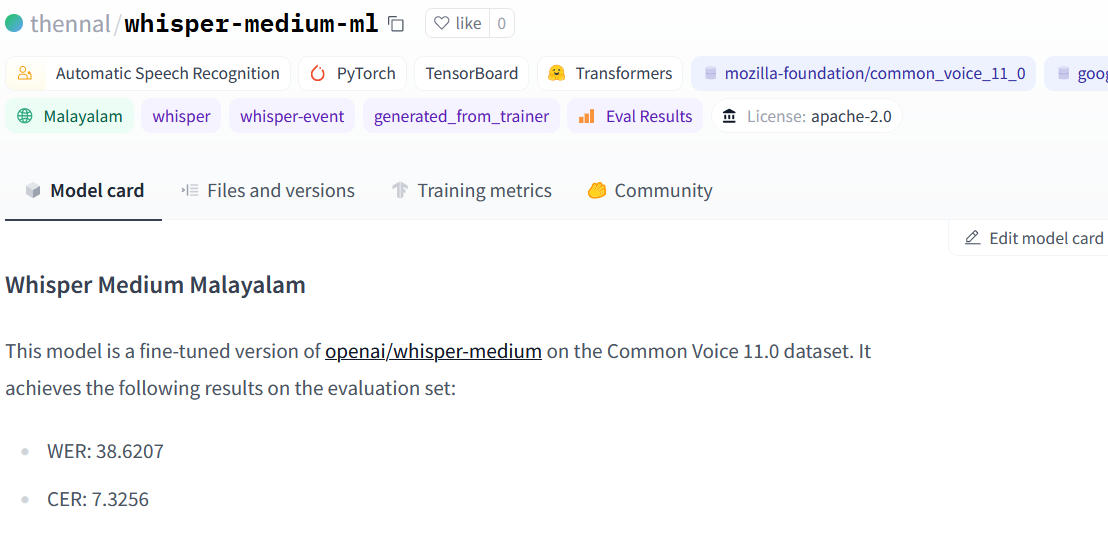 thennal/whisper-medium-ml like 0
Automatic Speech Recognition PyTorch TensorBoard Transformers mozilla-foundation/common_voice_11_0 goog
Malayalam whisper whisper-event generated_from_trainer Eval Results License: apache-2.0
Model card Files and versions Training metrics Community
Edit model card
Whisper Medium Malayalam
This model is a fine-tuned version of openai/whisper-medium on the Common Voice 11.0 dataset. It
achieves the following results on the evaluation set:
WER: 38.6207
CER: 7.3256